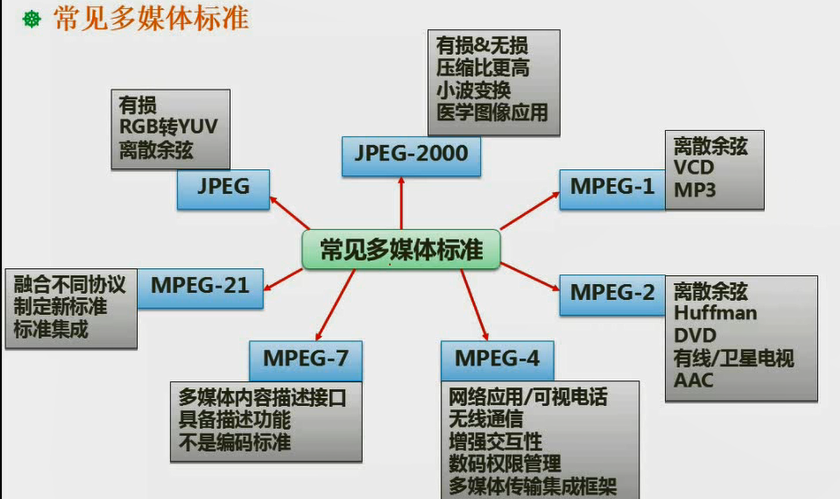 常见多媒体标准
有损&无损
压缩比更高
小波变换
医学图像应用
JPEG-2000
有损
RGB转YUV
离散余弦
JPEG
离散余弦
VCD
MP3
MPEG-1
常见多媒体标准
融合不同协议
制定新标准
标准集成
MPEG-21
MPEG-2
离散余弦
Huffman
DVD
有线/卫星电视
AAC
MPEG-7
多媒体内容描述接口
具备描述功能
不是编码标准
MPEG-4
网络应用/可视电话
无线通信
增强交互性
数码权限管理
多媒体传输集成框架